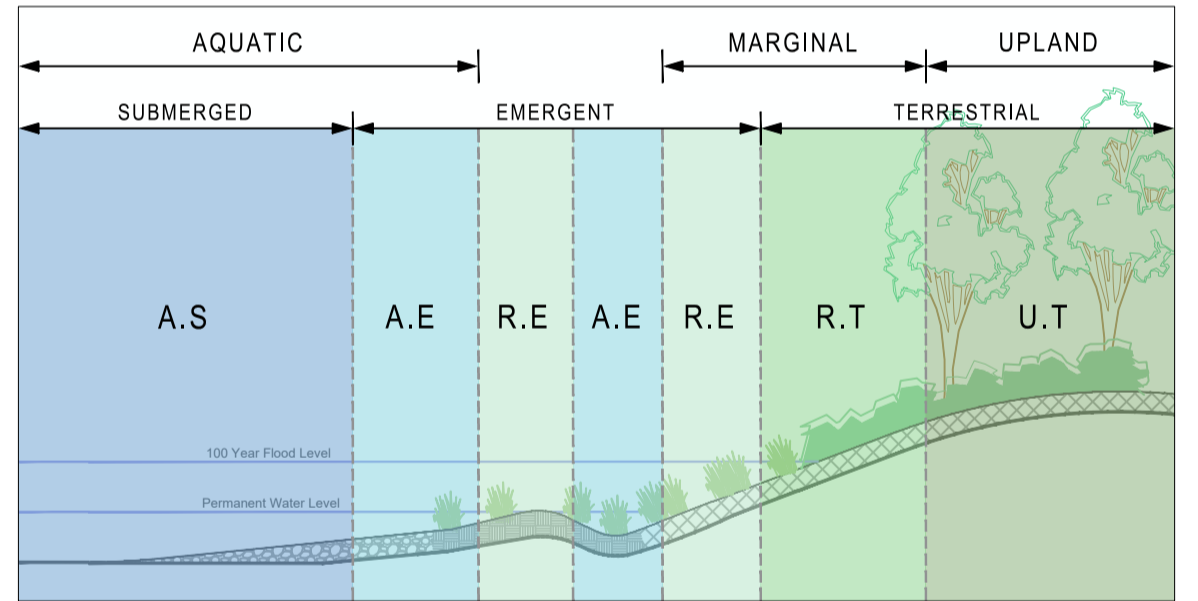 AQUATIC
MARGINAL
UPLAND
SUBMERGED
EMERGENT
TERRESTRIAL
A.S
A.E
R.E
A.E
R.E
R.T
U.T
100 Year Flood Level
Permanent Water Level